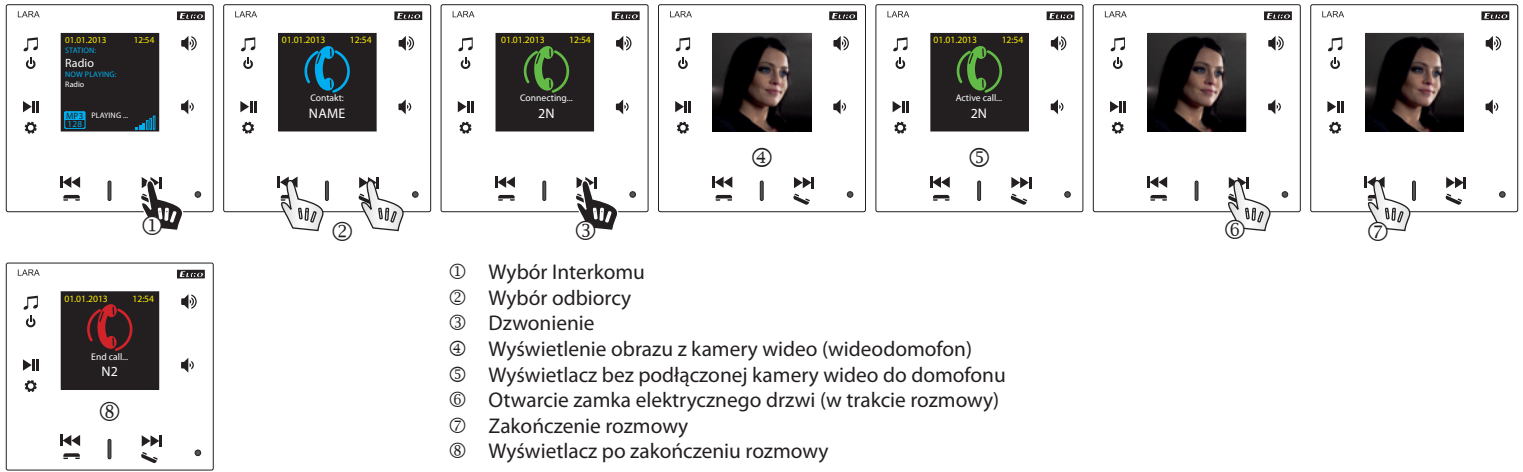 LARA ELKO
01.01.2013 12:54
STATION:
Radio
NOW PLAYING:
Radio
MP3 PLAYING ...
128
①
LARA ELKO
01.01.2013 12:54
Contakt:
NAME
②
LARA ELKO
01.01.2013 12:54
Connecting...
2N
③
LARA ELKO
④
LARA ELKO
01.01.2013 12:54
Active call...
2N
⑤
LARA ELKO
⑥
LARA ELKO
⑦
LARA ELKO
01.01.2013 12:54
End call...
N2
⑧
① Wybór Interkomu
② Wybór odbiorcy
③ Dzwonienie
④ Wyświetlenie obrazu z kamery wideo (wideodomofon)
⑤ Wyświetlacz bez podłączonej kamery wideo do domofonu
⑥ Otwarcie zamka elektrycznego drzwi (w trakcie rozmowy)
⑦ Zakończenie rozmowy
⑧ Wyświetlacz po zakończeniu rozmowy